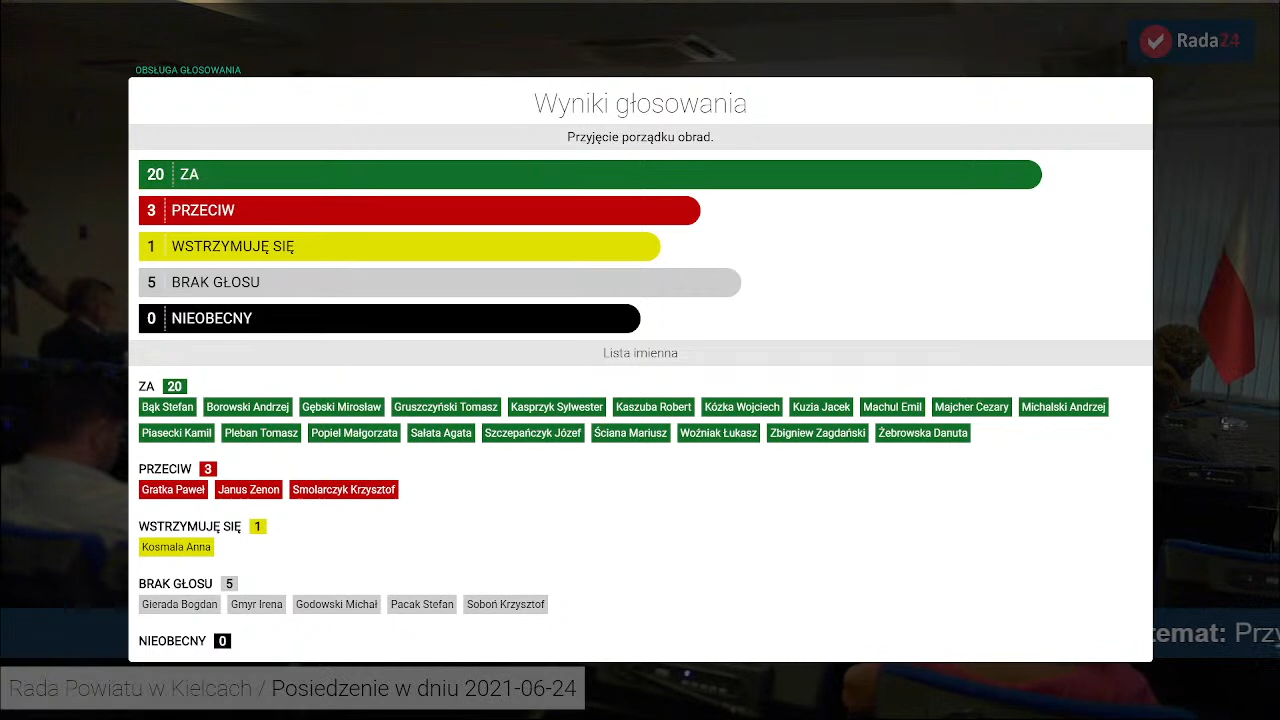 Rada24
OBSŁUGA GŁOSOWANIA
Wyniki głosowania
Przyjęcie porządku obrad.
20 ZA
3 PRZECIW
1 WSTRZYMUJĘ SIĘ
5 BRAK GŁOSU
0 NIEOBECNY
Lista imienna
ZA 20
Bąk Stefan Borowski Andrzej Gębski Mirosław Gruszczyński Tomasz Kasprzyk Sylwester Kaszuba Robert Kózka Wojciech Kuzia Jacek Machul Emil Majcher Cezary Michalski Andrzej
Piasecki Kamil Pleban Tomasz Popiel Małgorzata Sałata Agata Szczepańczyk Józef Ściana Mariusz Woźniak Łukasz Zbigniew Zagdański Żebrowska Danuta
PRZECIW 3
Gratka Paweł Janus Zenon Smolarczyk Krzysztof
WSTRZYMUJĘ SIĘ 1
Kosmala Anna
BRAK GŁOSU 5
Gierada Bogdan Gmyr Irena Godowski Michał Pacak Stefan Soboń Krzysztof
NIEOBECNY 0
temat: Przy
Rada Powiatu w Kielcach / Posiedzenie w dniu 2021-06-24